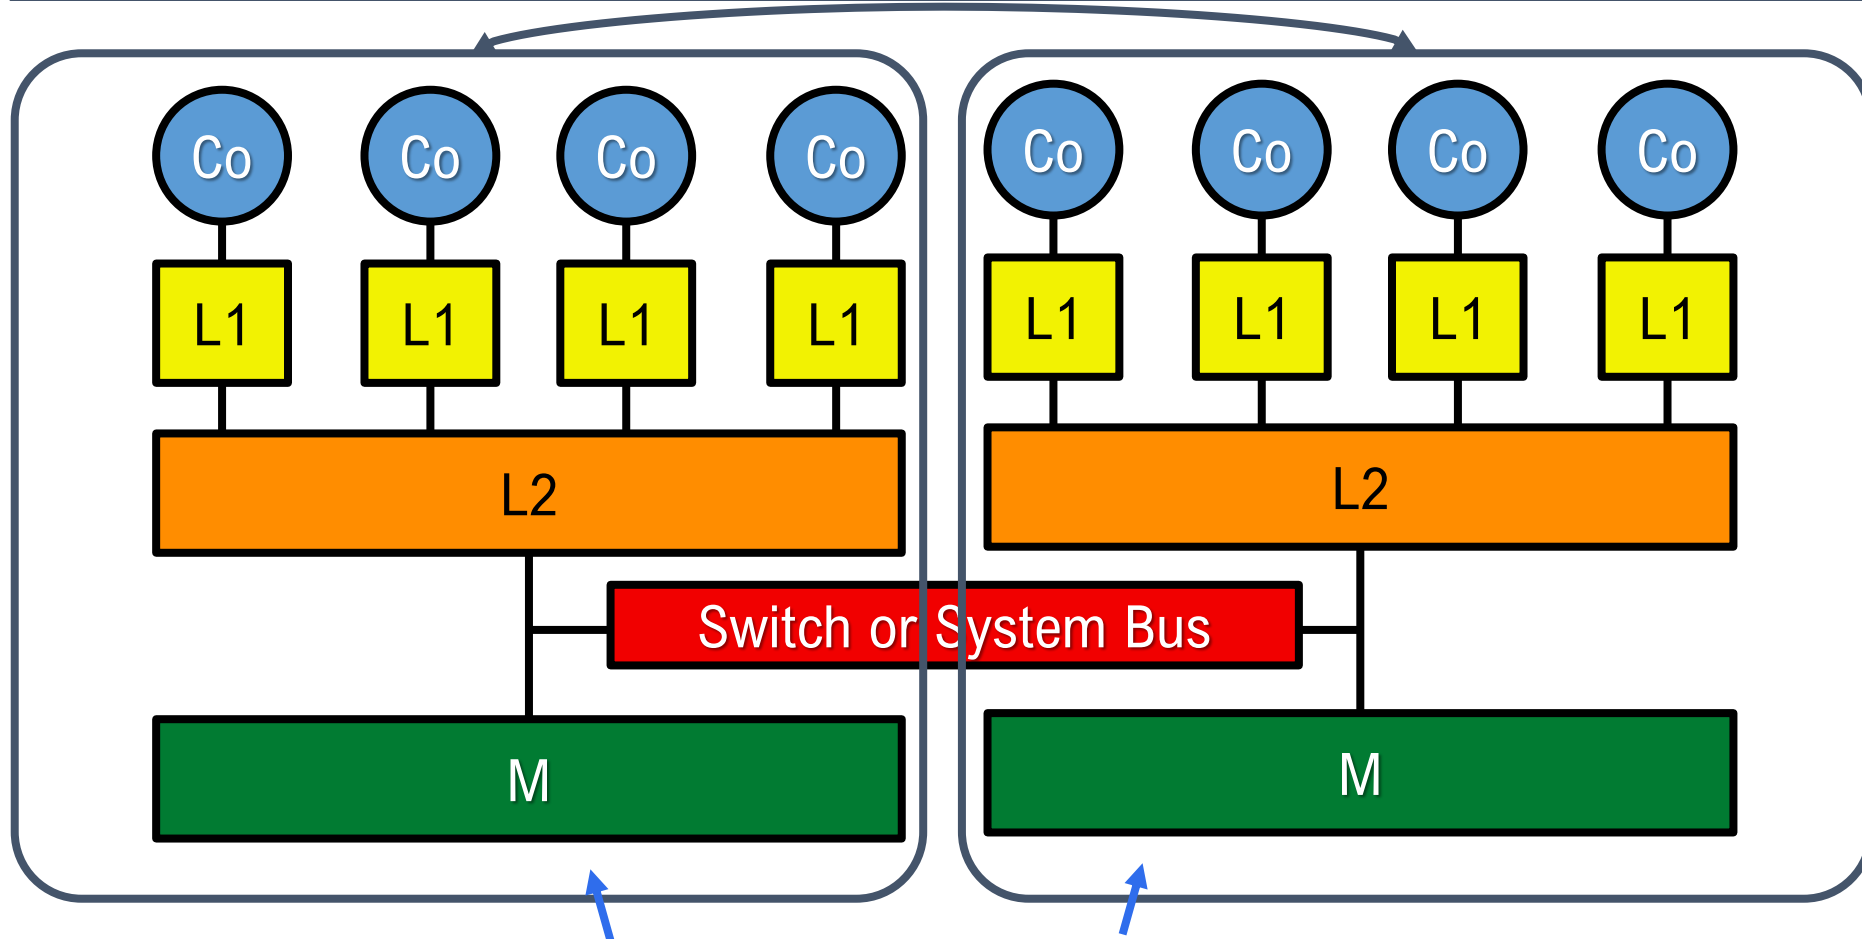 Co Co Co Co Co Co Co Co
L1 L1 L1 L1 L1 L1 L1 L1
L2 L2
Switch or System Bus
M M